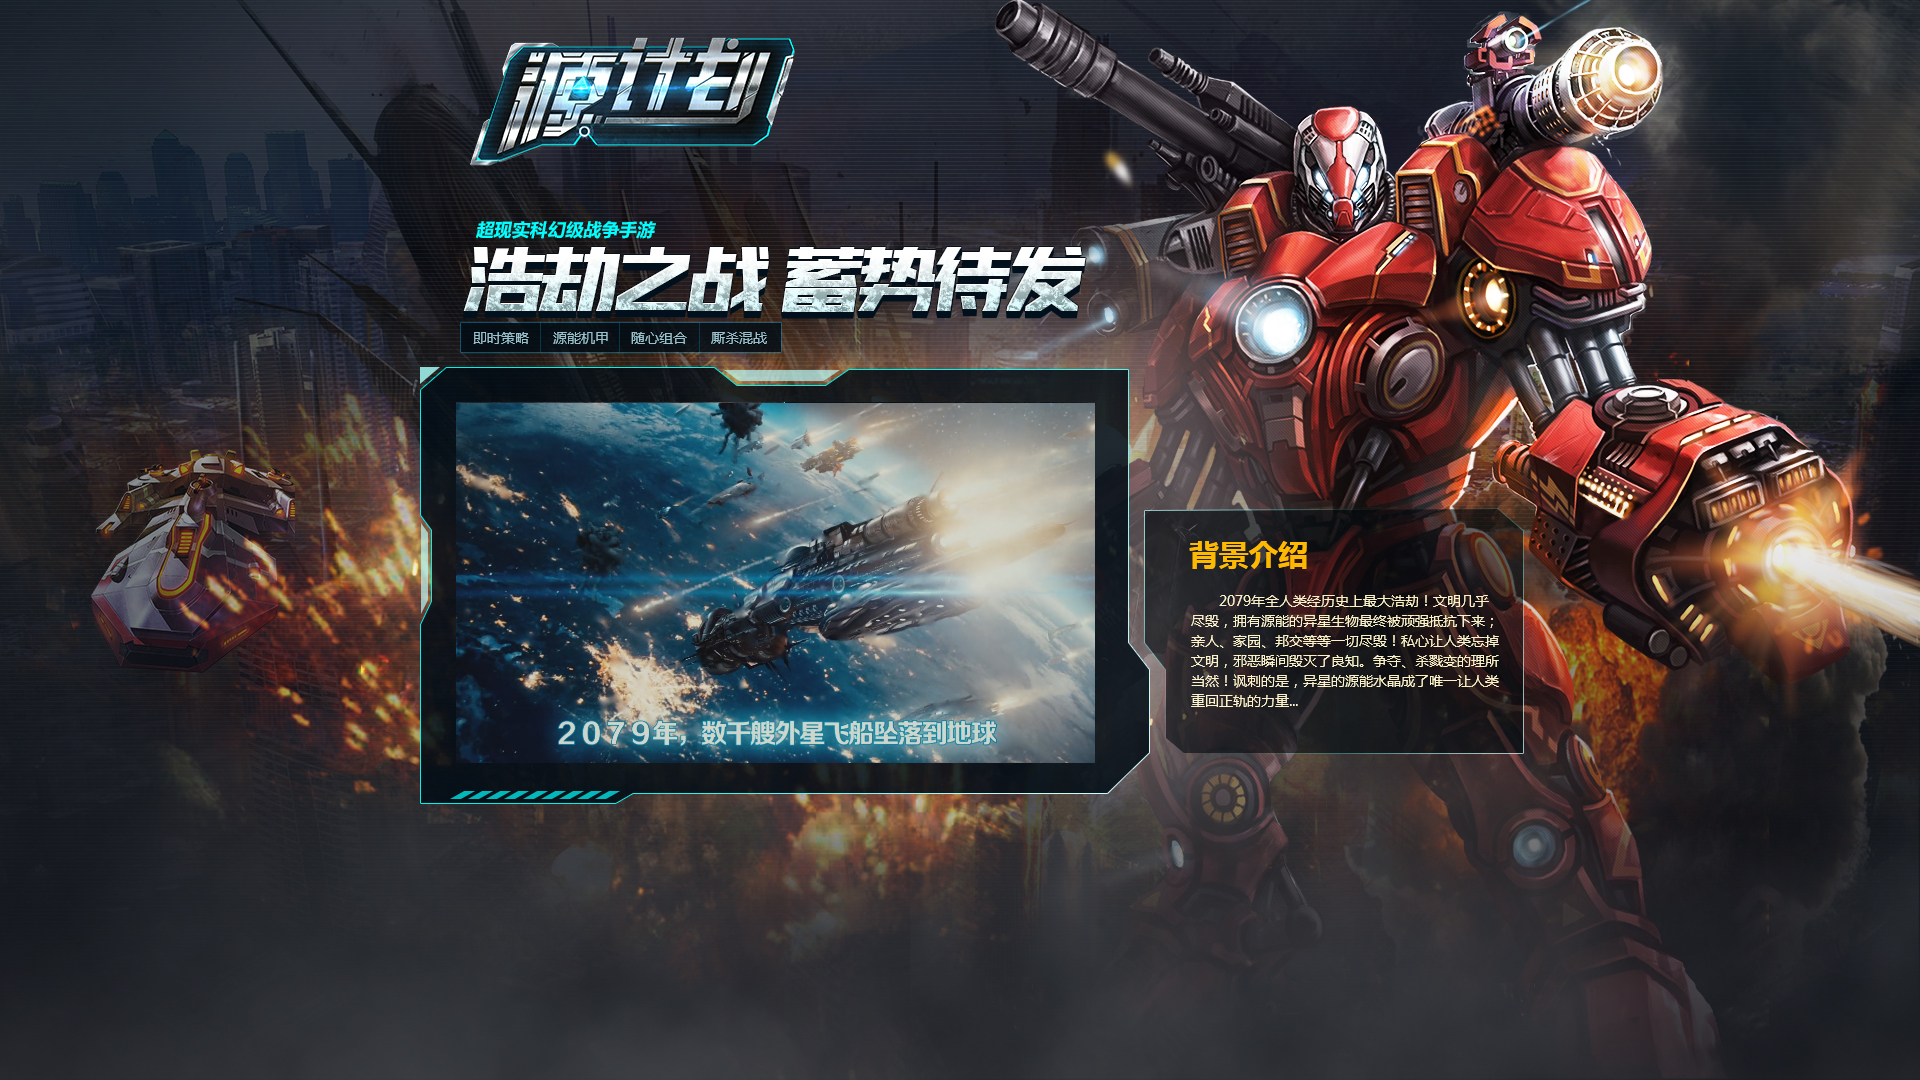 源计划
超现实科幻级战争手游
浩劫之战 蓄势待发
即时策略 源能机甲 随心组合 厮杀混战
2079年，数千艘外星飞船坠落到地球
背景介绍
2079年全人类经历史上最大浩劫！文明几乎
尽毁，拥有源能的异星生物最终被顽强抵抗下来；
亲人、家园、邦交等等一切尽毁！私心让人类忘掉
文明，邪恶瞬间毁灭了良知。争夺、杀戮变的理所
当然！讽刺的是，异星的源能水晶成了唯一让人类
重回正轨的力量...